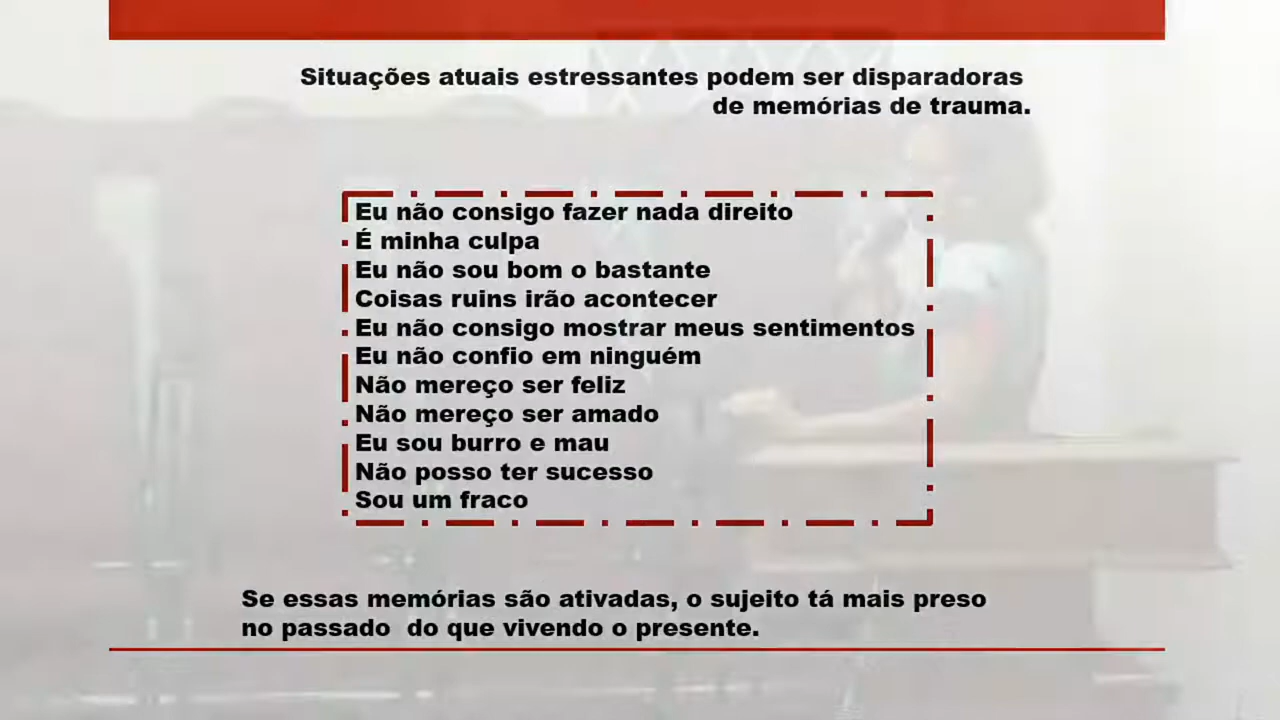 Situações atuais estressantes podem ser disparadoras
de memórias de trauma.
Eu não consigo fazer nada direito
É minha culpa
Eu não sou bom o bastante
Coisas ruins irão acontecer
Eu não consigo mostrar meus sentimentos
Eu não confio em ninguém
Não mereço ser feliz
Não mereço ser amado
Eu sou burro e mau
Não posso ter sucesso
Sou um fraco
Se essas memórias são ativadas, o sujeito tá mais preso
no passado  do que vivendo o presente.